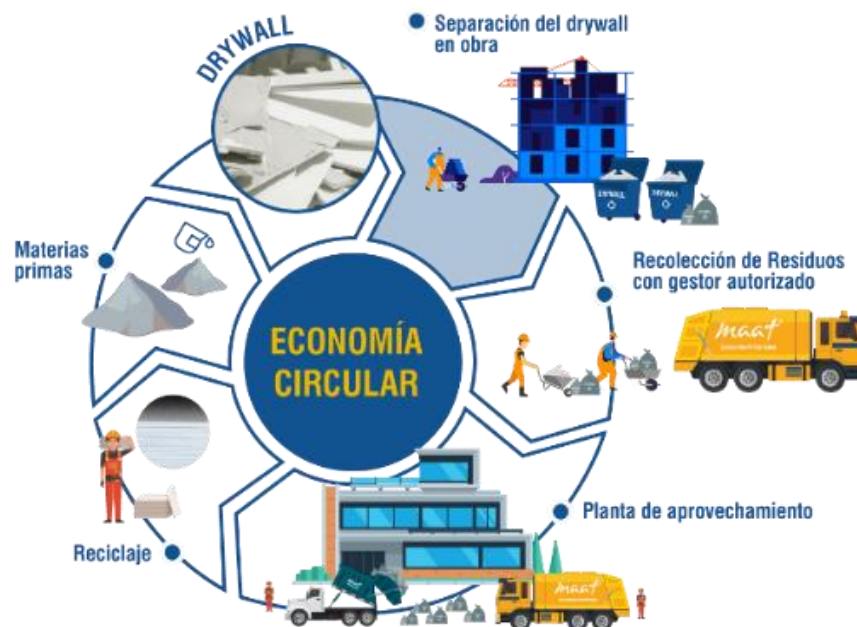 DRYWALL
Separación del drywall
en obra
DRYWALL
DRYWALL
Materias
primas
Recolección de Residuos
con gestor autorizado
maat
ECONOMÍA
CIRCULAR
Planta de aprovechamiento
Reciclaje
maat